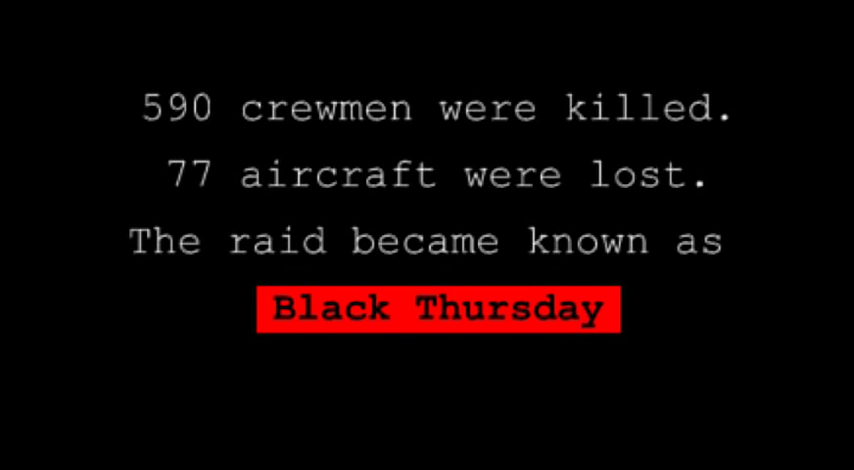 590 crewmen were killed.
77 aircraft were lost.
The raid became known as
Black Thursday